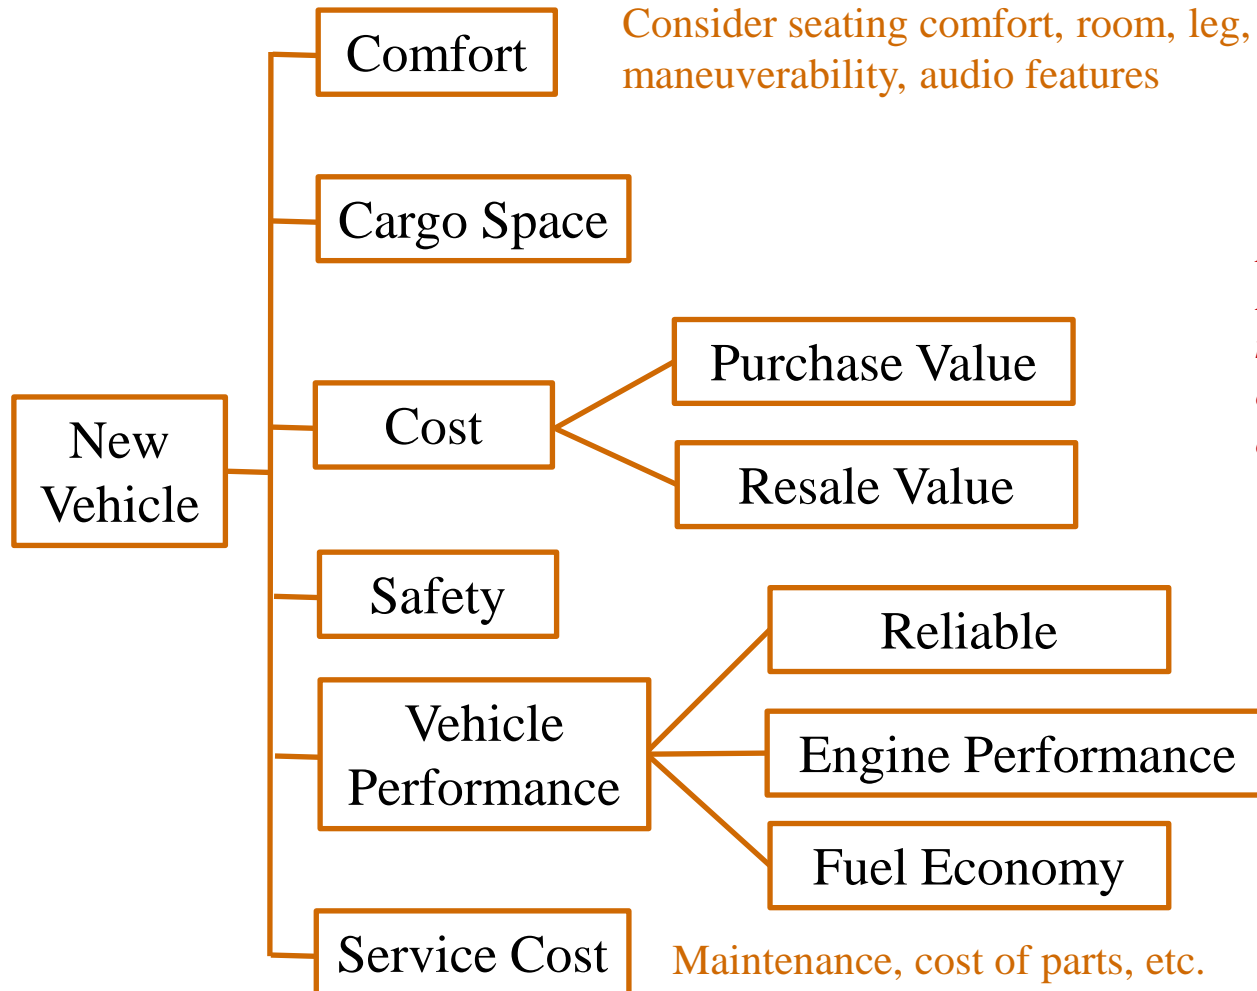 Comfort
Consider seating comfort, room, leg,
maneuverability, audio features
Cargo Space
Purchase Value
Cost
Resale Value
New
Vehicle
Safety
Reliable
Vehicle
Performance
Engine Performance
Fuel Economy
Service Cost
Maintenance, cost of parts, etc.